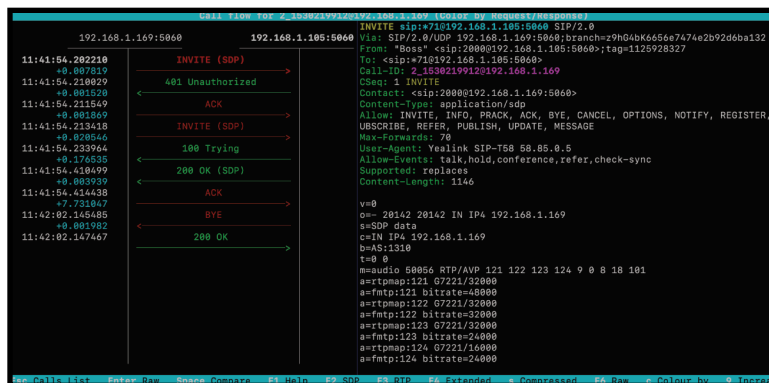 Call flow for 2_1530219912@192.168.1.169 (Color by Request/Response)
192.168.1.169:5060 192.168.1.105:5060
11:41:54.202210 INVITE (SDP)
+0.007819
11:41:54.210029 401 Unauthorized
+0.001520
11:41:54.211549 ACK
+0.001869
11:41:54.213418 INVITE (SDP)
+0.020546
11:41:54.233964 100 Trying
+0.176535
11:41:54.410499 200 OK (SDP)
+0.003939
11:41:54.414438 ACK
+7.731047
11:42:02.145485 BYE
+0.001982
11:42:02.147467 200 OK
INVITE sip:*71@192.168.1.105:5060 SIP/2.0
Via: SIP/2.0/UDP 192.168.1.169:5060;branch=z9hG4bK6656e7474e2b92d6ba132
From: "Boss" <sip:2000@192.168.1.105:5060>;tag=1125928327
To: <sip:*71@192.168.1.105:5060>
Call-ID: 2_1530219912@192.168.1.169
CSeq: 1 INVITE
Contact: <sip:2000@192.168.1.169:5060>
Content-Type: application/sdp
Allow: INVITE, INFO, PRACK, ACK, BYE, CANCEL, OPTIONS, NOTIFY, REGISTER,
UBSCRIBE, REFER, PUBLISH, UPDATE, MESSAGE
Max-Forwards: 70
User-Agent: Yealink SIP-T58 58.85.0.5
Allow-Events: talk,hold,conference,refer,check-sync
Supported: replaces
Content-Length: 1146
v=0
o=- 20142 20142 IN IP4 192.168.1.169
s=SDP data
c=IN IP4 192.168.1.169
b=AS:1310
t=0 0
m=audio 50056 RTP/AVP 121 122 123 124 9 0 8 18 101
a=rtpmap:121 G7221/32000
a=fmtp:121 bitrate=48000
a=rtpmap:122 G7221/32000
a=fmtp:122 bitrate=32000
a=rtpmap:123 G7221/32000
a=fmtp:123 bitrate=24000
a=rtpmap:124 G7221/16000
a=fmtp:124 bitrate=24000
Esc Calls List Enter Raw Space Compare F1 Help F2 SDP F3 RTP F4 Extended s Compressed F6 Raw c Colour by 9 Increa